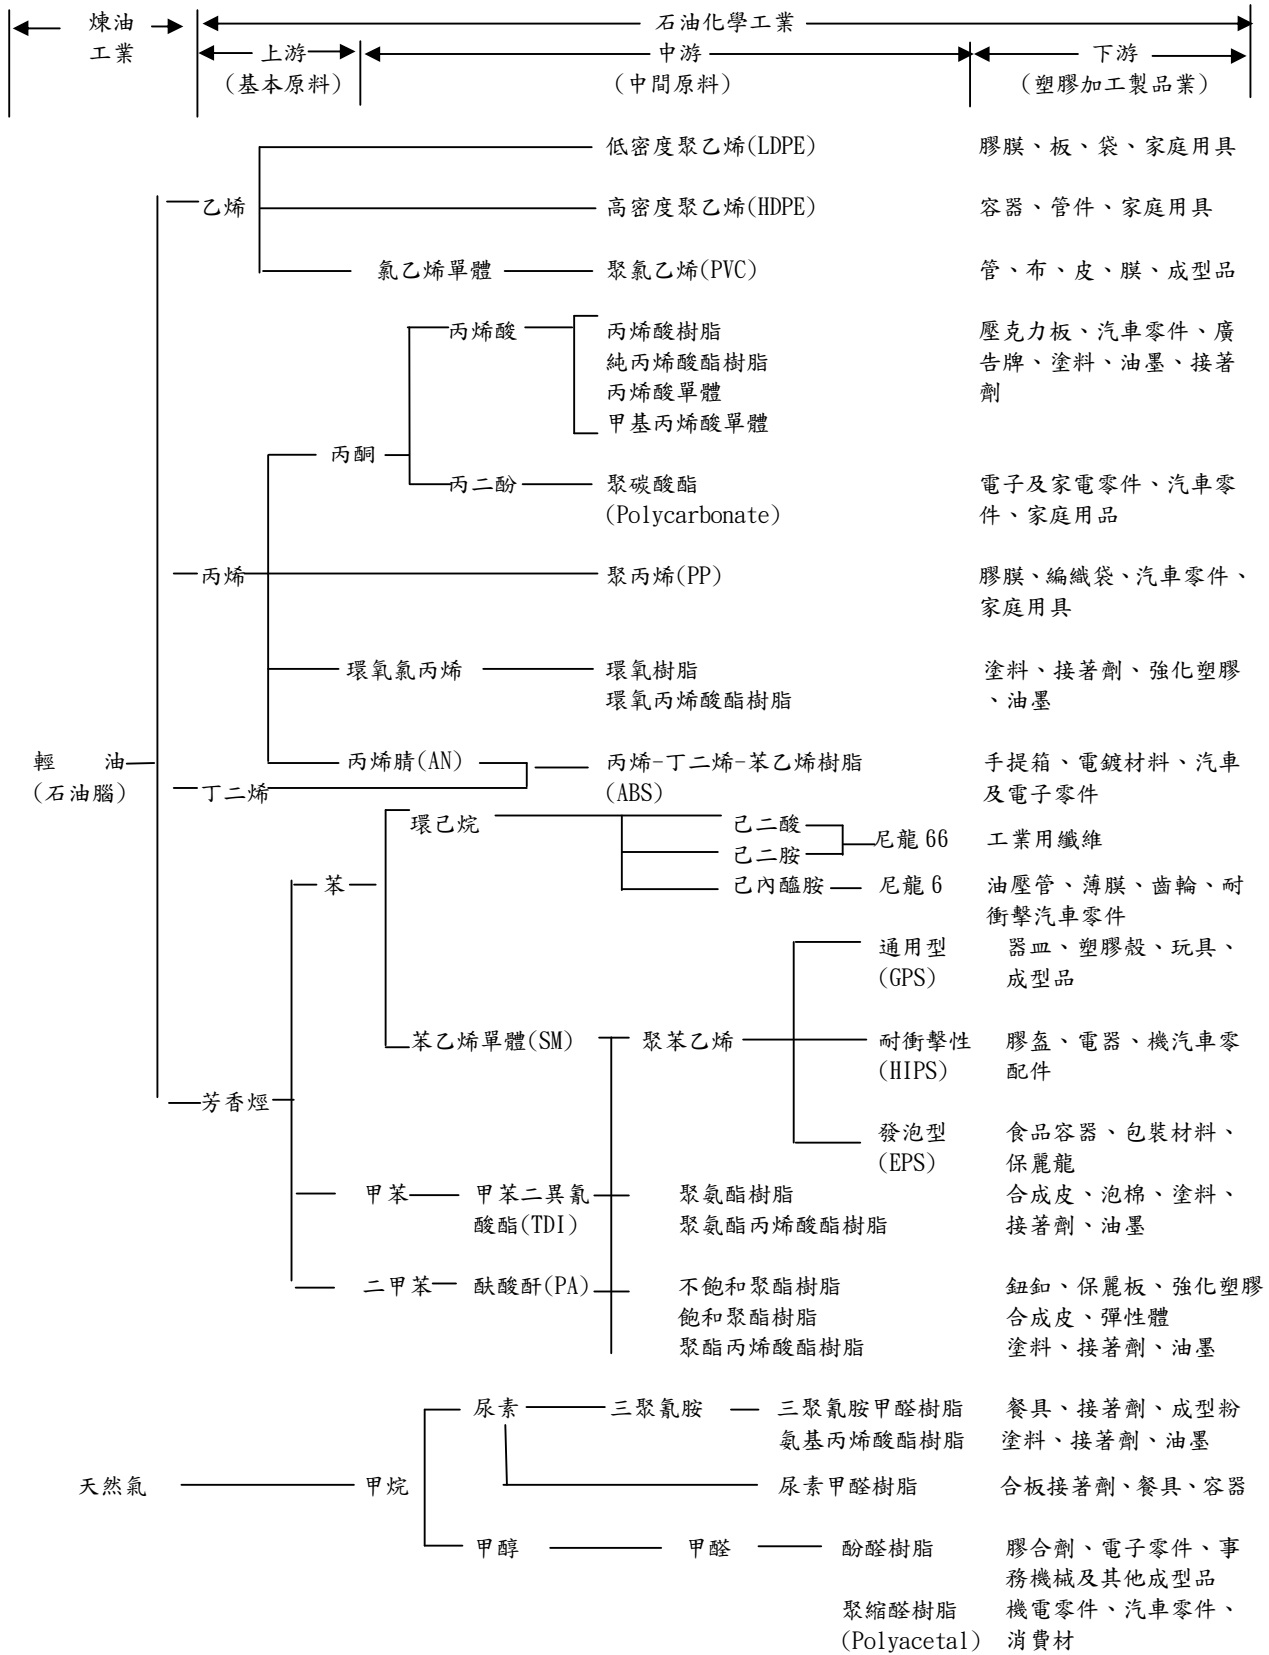 煉油
工業
石油化學工業
上游
(基本原料)
中游
(中間原料)
下游
(塑膠加工製品業)
低密度聚乙烯(LDPE) 膠膜、板、袋、家庭用具
乙烯 高密度聚乙烯(HDPE) 容器、管件、家庭用具
氯乙烯單體 聚氯乙烯(PVC) 管、布、皮、膜、成型品
丙烯酸 丙烯酸樹脂 壓克力板、汽車零件、廣
純丙烯酸酯樹脂 告牌、塗料、油墨、接著
丙烯酸單體 劑
甲基丙烯酸單體
丙酮
丙二酚 聚碳酸酯 電子及家電零件、汽車零
(Polycarbonate) 件、家庭用品
丙烯 聚丙烯(PP) 膠膜、編織袋、汽車零件、
家庭用具
環氧氯丙烯 環氧樹脂 塗料、接著劑、強化塑膠
環氧丙烯酸酯樹脂 、油墨
輕 油 丙烯腈(AN) 丙烯-丁二烯-苯乙烯樹脂 手提箱、電鍍材料、汽車
(石油腦) 丁二烯 (ABS) 及電子零件
環己烷 己二酸
尼龍 66 工業用纖維
己二胺
苯 己內醯胺 尼龍 6 油壓管、薄膜、齒輪、耐
衝擊汽車零件
通用型 器皿、塑膠殼、玩具、
(GPS) 成型品
苯乙烯單體(SM) 聚苯乙烯 耐衝擊性 膠盔、電器、機汽車零
(HIPS) 配件
芳香烴
發泡型 食品容器、包裝材料、
(EPS) 保麗龍
甲苯 甲苯二異氰 聚氨酯樹脂 合成皮、泡棉、塗料、
酸酯(TDI) 聚氨酯丙烯酸酯樹脂 接著劑、油墨
二甲苯 酞酸酐(PA) 不飽和聚酯樹脂 鈕釦、保麗板、強化塑膠
飽和聚酯樹脂 合成皮、彈性體
聚酯丙烯酸酯樹脂 塗料、接著劑、油墨
尿素 三聚氰胺 三聚氰胺甲醛樹脂 餐具、接著劑、成型粉
氨基丙烯酸酯樹脂 塗料、接著劑、油墨
天然氣 甲烷 尿素甲醛樹脂 合板接著劑、餐具、容器
甲醇 甲醛 酚醛樹脂 膠合劑、電子零件、事
務機械及其他成型品
聚縮醛樹脂 機電零件、汽車零件、
(Polyacetal) 消費材